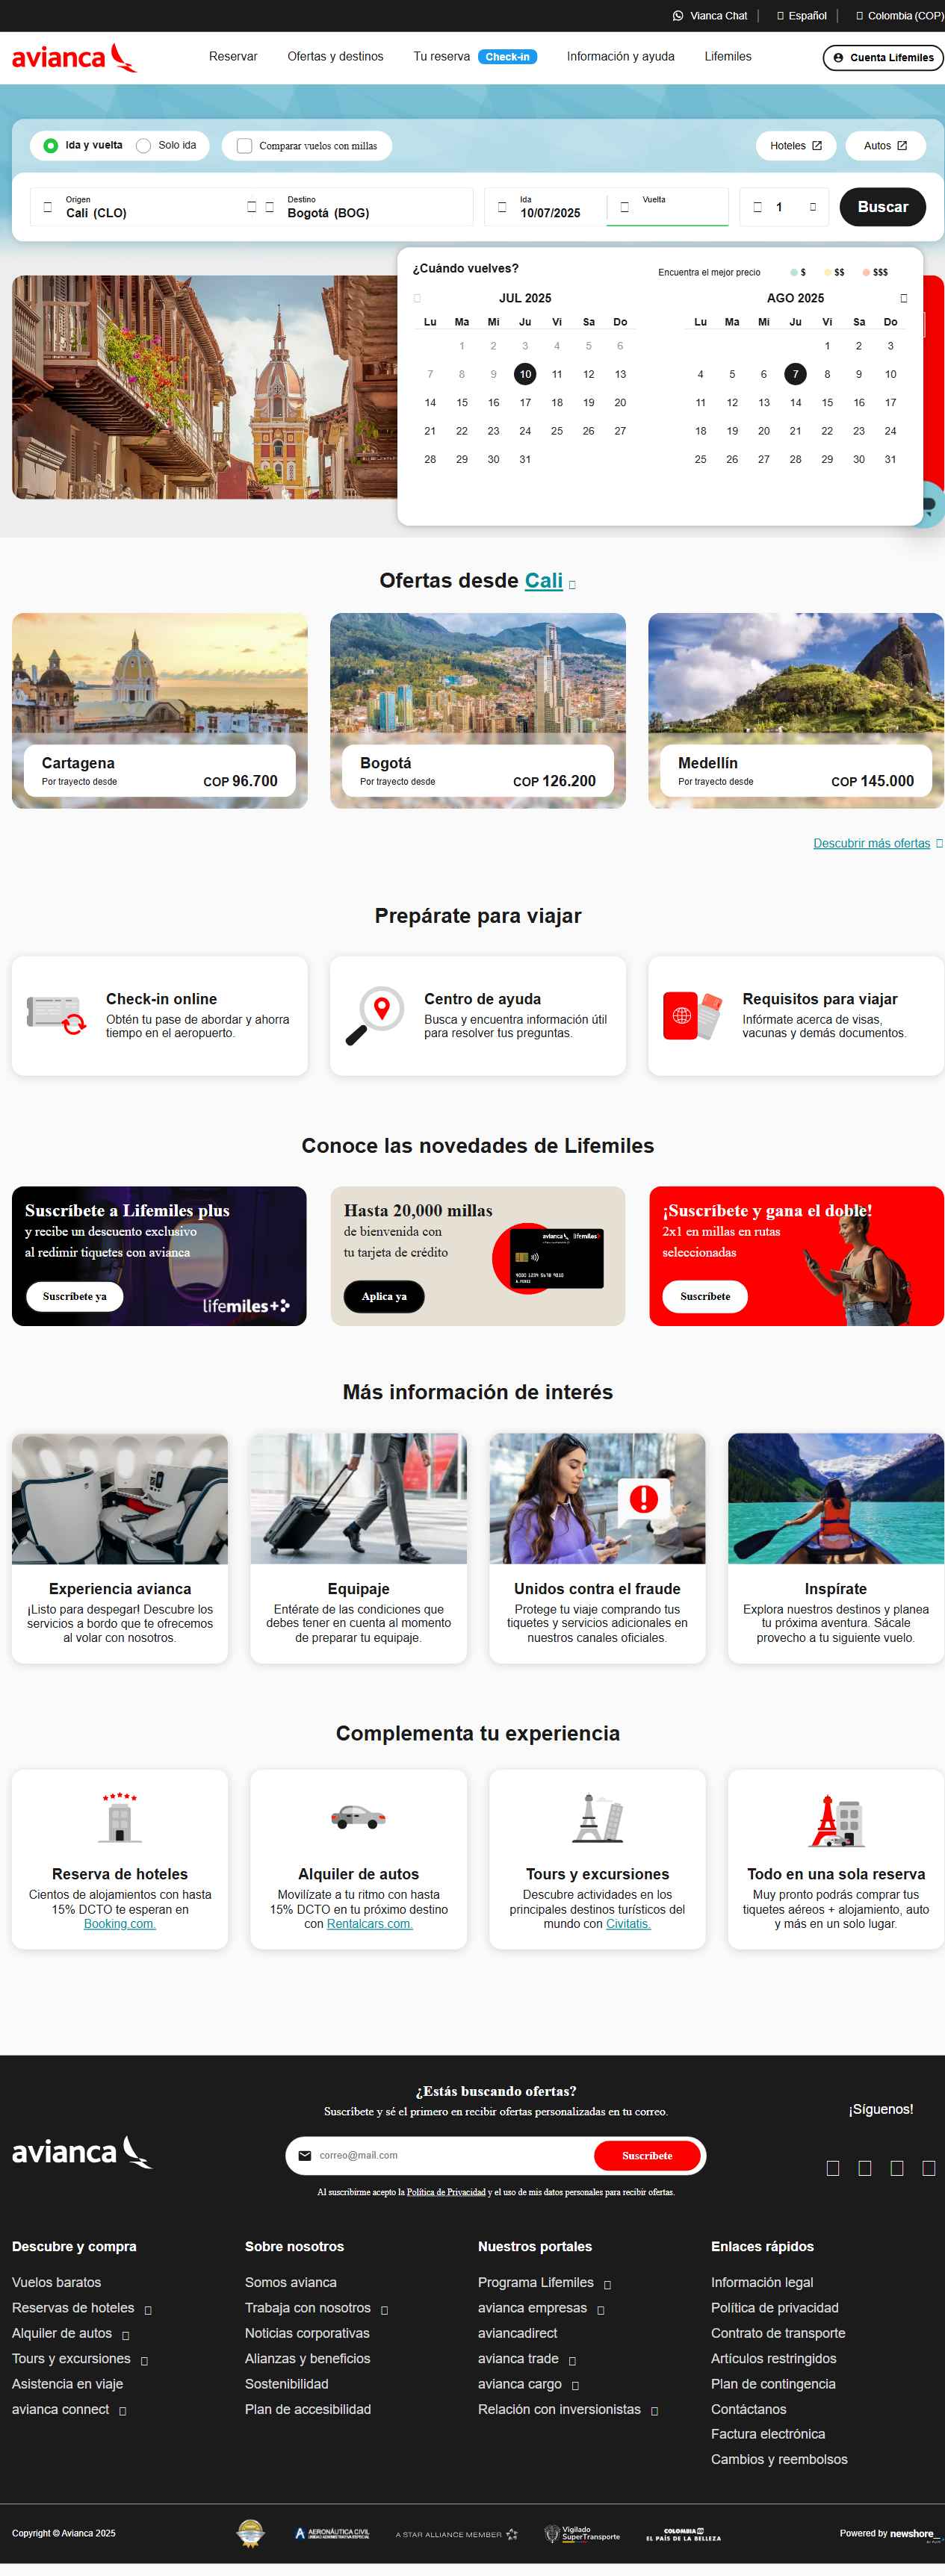 Vianca Chat
Español
Colombia (COP)
avianca
Reservar
Ofertas y destinos
Tu reserva
Check-in
Información y ayuda
Lifemiles
Cuenta Lifemiles
Ida y vuelta
Solo ida
Comparar vuelos con millas
Hoteles
Autos
Origen
Cali (CLO)
Destino
Bogotá (BOG)
Ida
10/07/2025
Vuelta
1
Buscar
¿Cuándo vuelves?
Encuentra el mejor precio
$
$$
$$$
JUL 2025
Lu Ma Mi Ju Vi Sa Do
1 2 3 4 5 6
7 8 9 10 11 12 13
14 15 16 17 18 19 20
21 22 23 24 25 26 27
28 29 30 31
AGO 2025
Lu Ma Mi Ju Vi Sa Do
1 2 3
4 5 6 7 8 9 10
11 12 13 14 15 16 17
18 19 20 21 22 23 24
25 26 27 28 29 30 31
Ofertas desde Cali
Cartagena
Por trayecto desde
COP 96.700
Bogotá
Por trayecto desde
COP 126.200
Medellín
Por trayecto desde
COP 145.000
Descubrir más ofertas
Prepárate para viajar
Check-in online
Obtén tu pase de abordar y ahorra
tiempo en el aeropuerto.
Centro de ayuda
Busca y encuentra información útil
para resolver tus preguntas.
Requisitos para viajar
Infórmate acerca de visas,
vacunas y demás documentos.
Conoce las novedades de Lifemiles
Suscríbete a Lifemiles plus
y recibe un descuento exclusivo
al redimir tiquetes con avianca
Suscríbete ya
lifemiles+
Hasta 20,000 millas
de bienvenida con
tu tarjeta de crédito
Aplica ya
avianca
lifemiles
¡Suscríbete y gana el doble!
2x1 en millas en rutas
seleccionadas
Suscríbete
Más información de interés
Experiencia avianca
¡Listo para despegar! Descubre los
servicios a bordo que te ofrecemos
al volar con nosotros.
Equipaje
Entérate de las condiciones que
debes tener en cuenta al momento
de preparar tu equipaje.
Unidos contra el fraude
Protege tu viaje comprando tus
tiquetes y servicios adicionales en
nuestros canales oficiales.
Inspírate
Explora nuestros destinos y planea
tu próxima aventura. Sácale
provecho a tu siguiente vuelo.
Complementa tu experiencia
Reserva de hoteles
Cientos de alojamientos con hasta
15% DCTO te esperan en
Booking.com.
Alquiler de autos
Movilízate a tu ritmo con hasta
15% DCTO en tu próximo destino
con Rentalcars.com.
Tours y excursiones
Descubre actividades en los
principales destinos turísticos del
mundo con Civitatis.
Todo en una sola reserva
Muy pronto podrás comprar tus
tiquetes aéreos + alojamiento, auto
y más en un solo lugar.
avianca
¿Estás buscando ofertas?
Suscríbete y sé el primero en recibir ofertas personalizadas en tu correo.
correo@mail.com
Suscríbete
Al suscribirme acepto la Política de Privacidad y el uso de mis datos personales para recibir ofertas.
¡Síguenos!
Descubre y compra
Vuelos baratos
Reservas de hoteles
Alquiler de autos
Tours y excursiones
Asistencia en viaje
avianca connect
Sobre nosotros
Somos avianca
Trabaja con nosotros
Noticias corporativas
Alianzas y beneficios
Sostenibilidad
Plan de accesibilidad
Nuestros portales
Programa Lifemiles
avianca empresas
aviancadirect
avianca trade
avianca cargo
Relación con inversionistas
Enlaces rápidos
Información legal
Política de privacidad
Contrato de transporte
Artículos restringidos
Plan de contingencia
Contáctanos
Factura electrónica
Cambios y reembolsos
Copyright © Avianca 2025
AERONÁUTICA CIVIL
UNIDAD ADMINISTRATIVA ESPECIAL
A STAR ALLIANCE MEMBER
Vigilado
SuperTransporte
COLOMBIA
EL PAÍS DE LA BELLEZA
Powered by newshore_